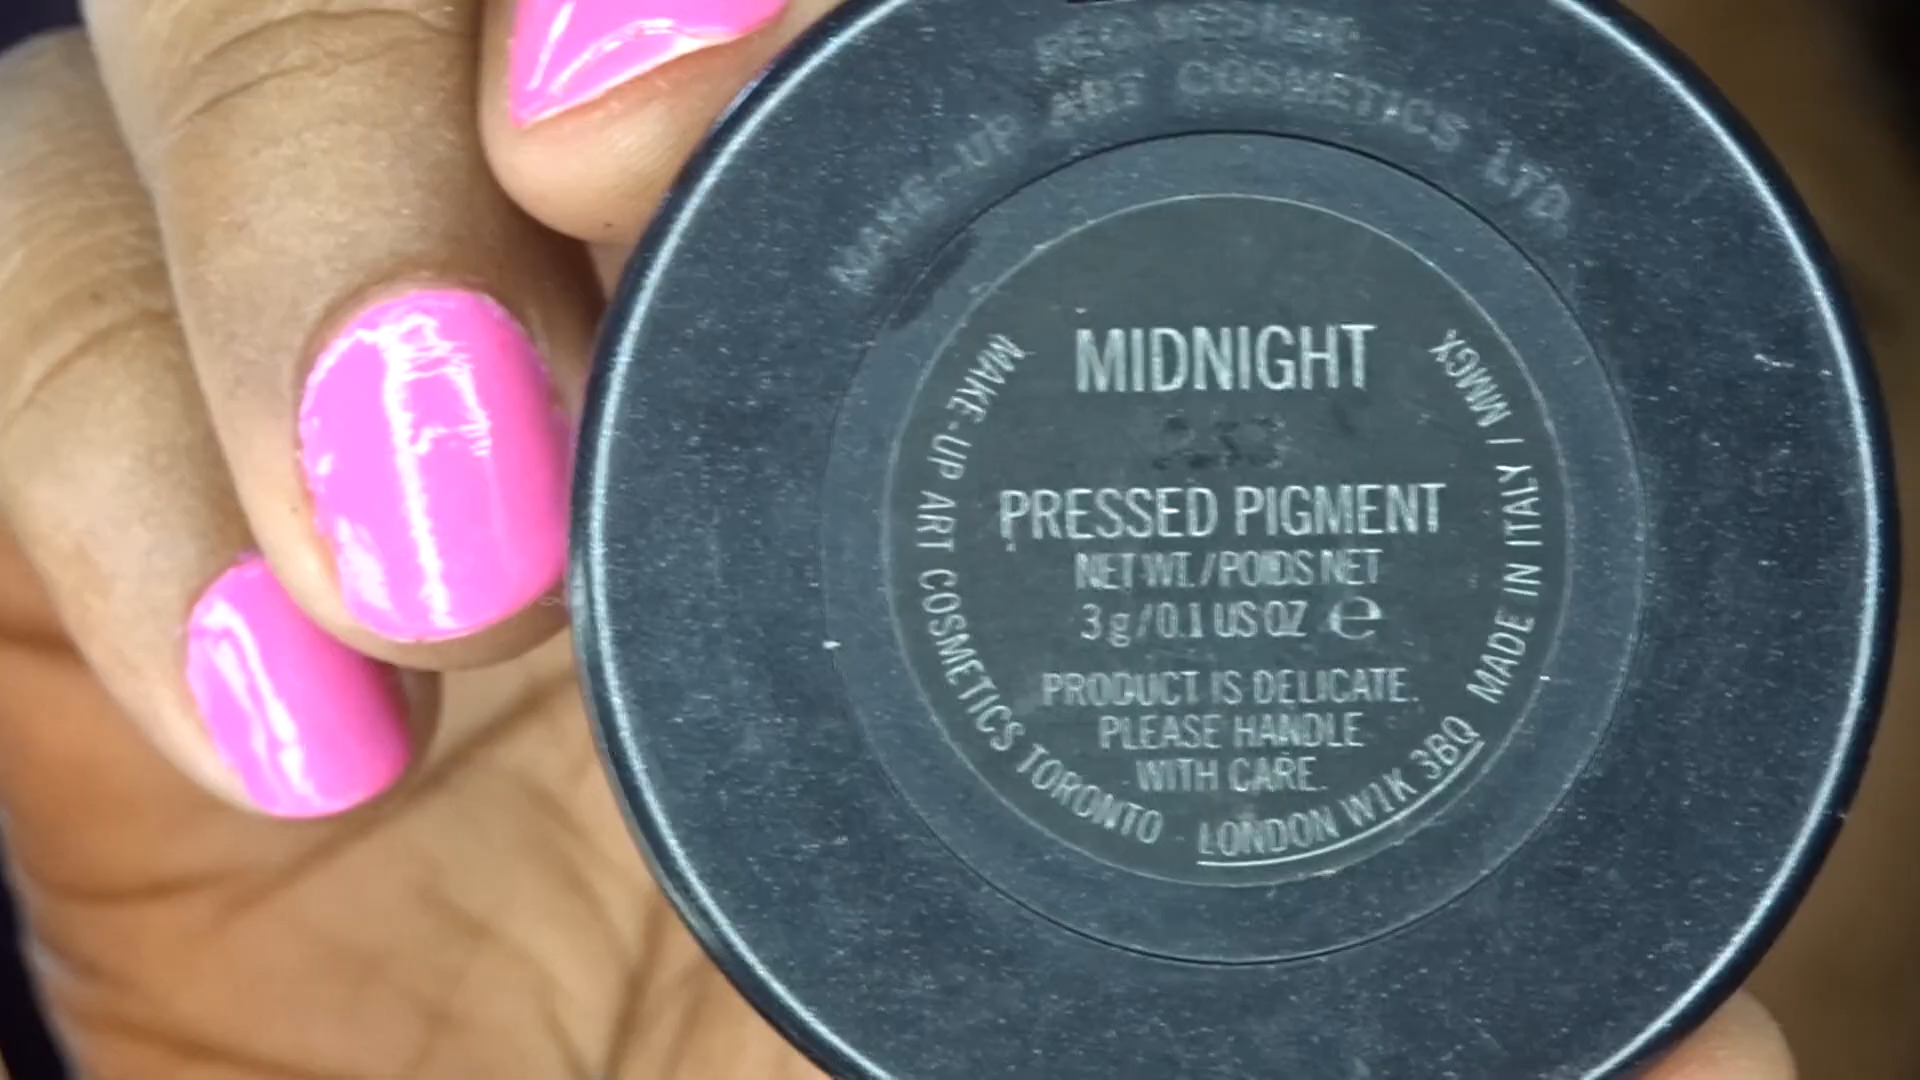 REG. DESIGN
MAKE-UP ART COSMETICS LTD.
MIDNIGHT
PRESSED PIGMENT
NET WT./POIDS NET
3 g/0.1 US OZ ℮
PRODUCT IS DELICATE.
PLEASE HANDLE
WITH CARE.
MAKE-UP ART COSMETICS TORONTO - LONDON W1K 3BQ MADE IN ITALY / MMGX.